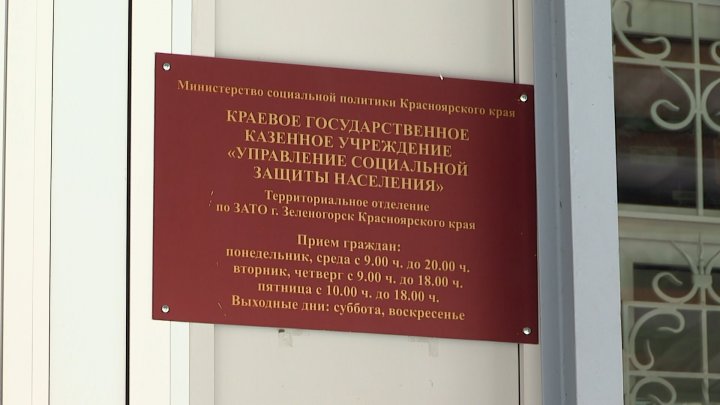 Министерство социальной политики Красноярского края
КРАЕВОЕ ГОСУДАРСТВЕННОЕ
КАЗЕННОЕ УЧРЕЖДЕНИЕ
«УПРАВЛЕНИЕ СОЦИАЛЬНОЙ
ЗАЩИТЫ НАСЕЛЕНИЯ»
Территориальное отделение
по ЗАТО г. Зеленогорск Красноярского края
Прием граждан:
понедельник, среда с 9.00 ч. до 20.00 ч.
вторник, четверг с 9.00 ч. до 18.00 ч.
пятница с 10.00 ч. до 18.00 ч.
Выходные дни: суббота, воскресенье